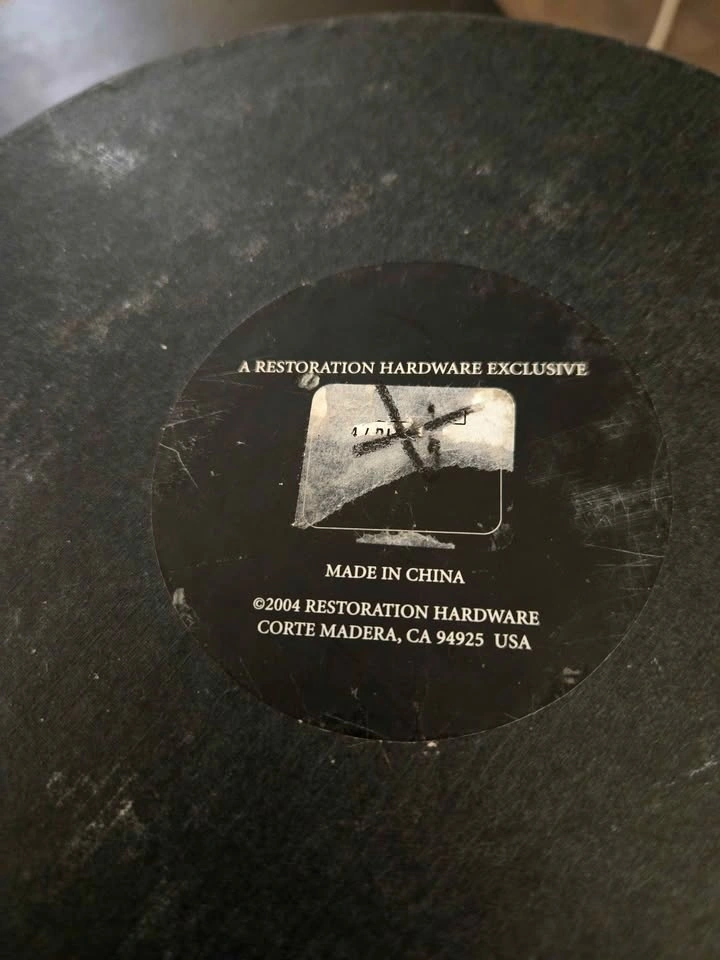 A RESTORATION HARDWARE EXCLUSIVE
MADE IN CHINA
©2004 RESTORATION HARDWARE
CORTE MADERA, CA 94925 USA